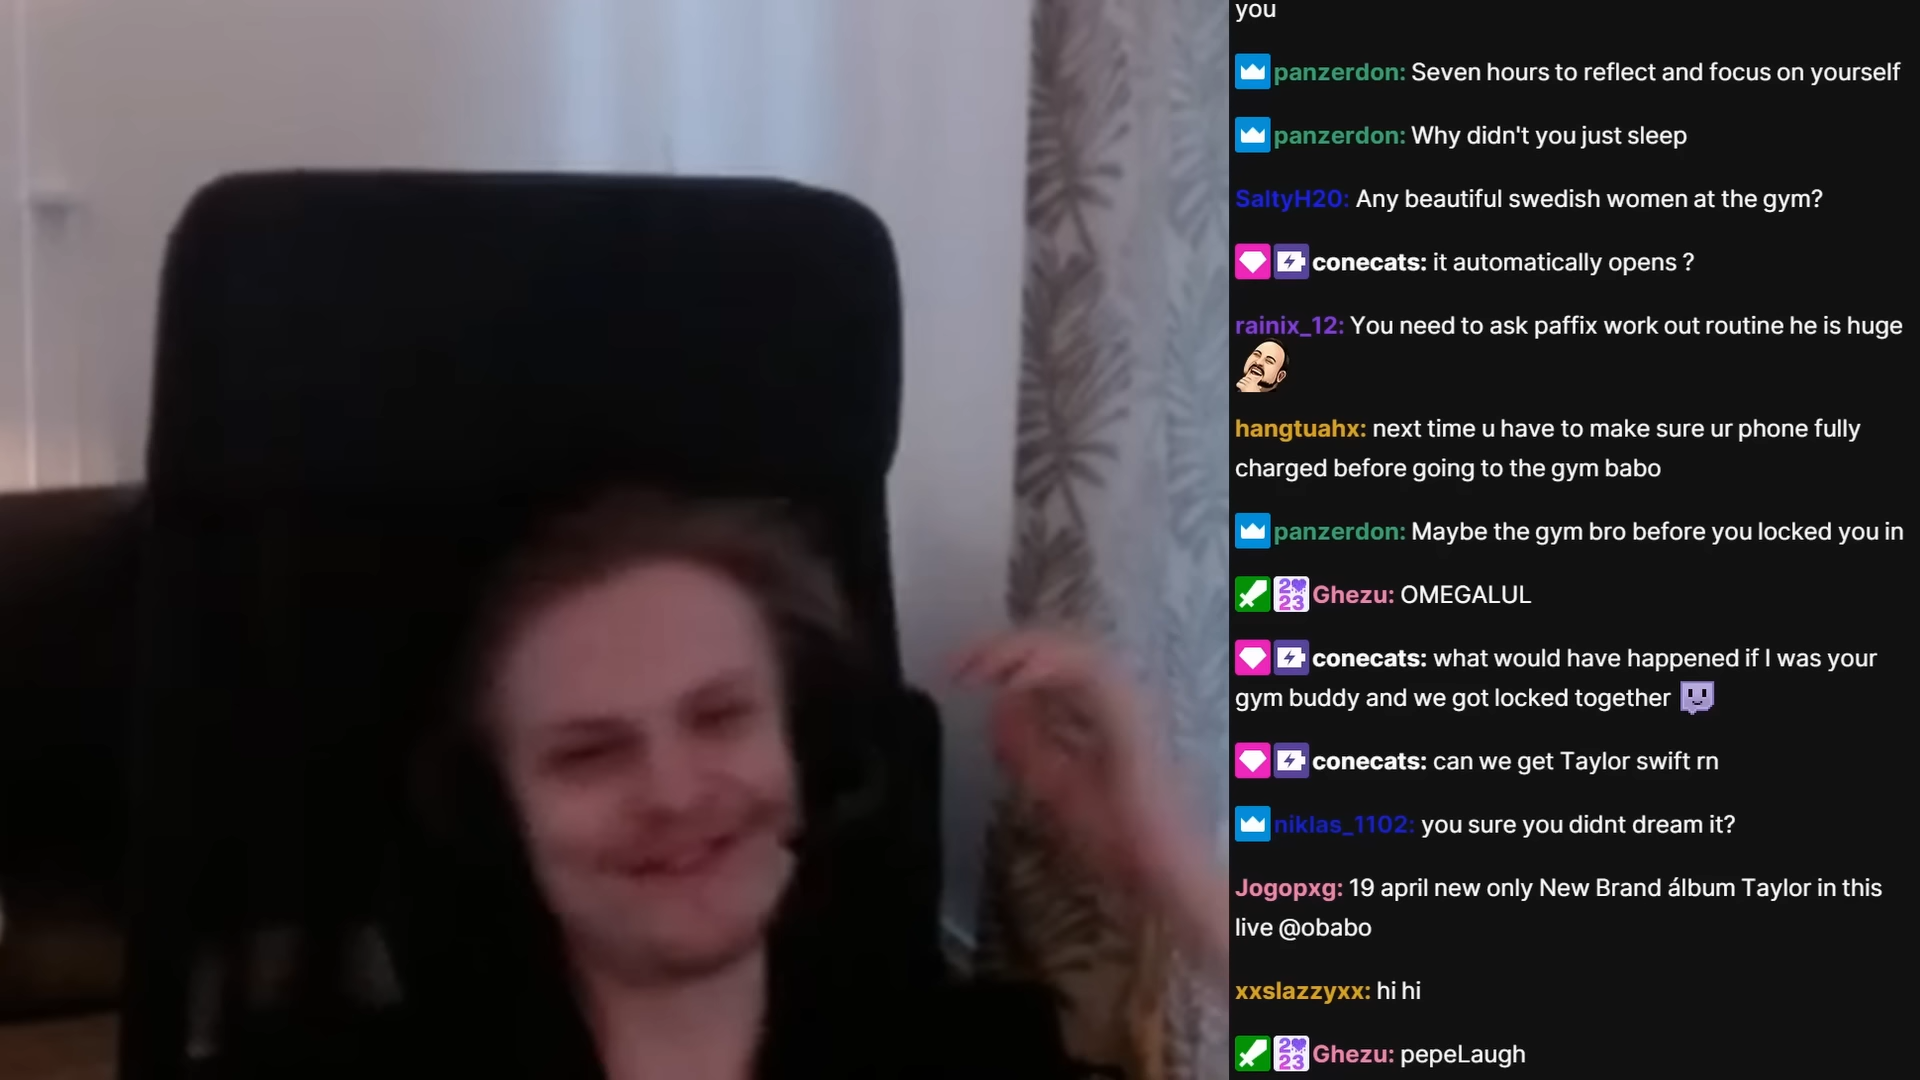 you
panzerdon: Seven hours to reflect and focus on yourself
panzerdon: Why didn't you just sleep
SaltyH20: Any beautiful swedish women at the gym?
conecats: it automatically opens ?
rainix_12: You need to ask paffix work out routine he is huge
hangtuahx: next time u have to make sure ur phone fully
charged before going to the gym babo
panzerdon: Maybe the gym bro before you locked you in
2 23 Ghezu: OMEGALUL
conecats: what would have happened if I was your
gym buddy and we got locked together
conecats: can we get Taylor swift rn
niklas_1102: you sure you didnt dream it?
Jogopxg: 19 april new only New Brand álbum Taylor in this
live @obabo
xxslazzyxx: hi hi
2 23 Ghezu: pepeLaugh